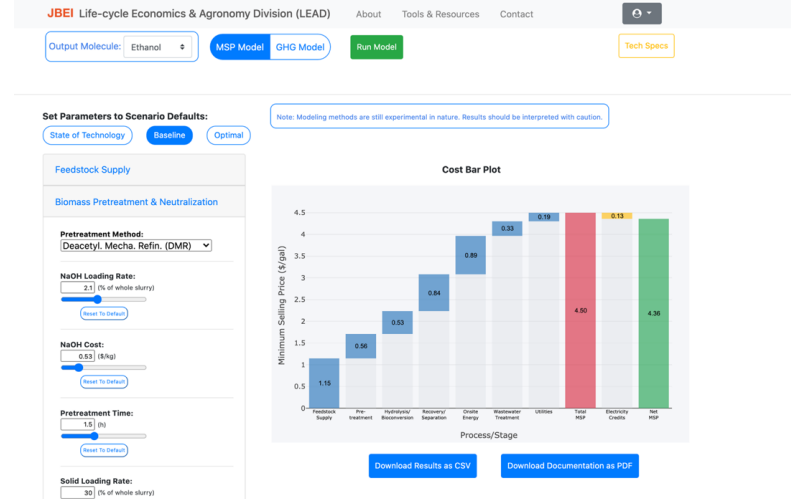 JBEI Life-cycle Economics & Agronomy Division (LEAD) About Tools & Resources Contact
Output Molecule: Ethanol MSP Model GHG Model Run Model Tech Specs
Set Parameters to Scenario Defaults:
State of Technology Baseline Optimal
Note: Modeling methods are still experimental in nature. Results should be interpreted with caution.
Feedstock Supply
Biomass Pretreatment & Neutralization
Pretreatment Method:
Deacetyl. Mecha. Refin. (DMR)
NaOH Loading Rate:
2.1 (% of whole slurry)
Reset To Default
NaOH Cost:
0.53 ($/kg)
Reset To Default
Pretreatment Time:
1.5 (h)
Reset To Default
Solid Loading Rate:
30 (% of whole slurry)
Cost Bar Plot
Minimum Selling Price ($/gal)
4.5
4
3.5
3
2.5
2
1.5
1
0.5
0
1.15
0.56
0.53
0.84
0.89
0.33
0.19
4.50
0.13
4.36
Feedstock Supply
Pre-treatment
Hydrolysis/Bioconversion
Recovery/Separation
Onsite Energy
Wastewater Treatment
Utilities
Total MSP
Electricity Credits
Net MSP
Process/Stage
Download Results as CSV Download Documentation as PDF